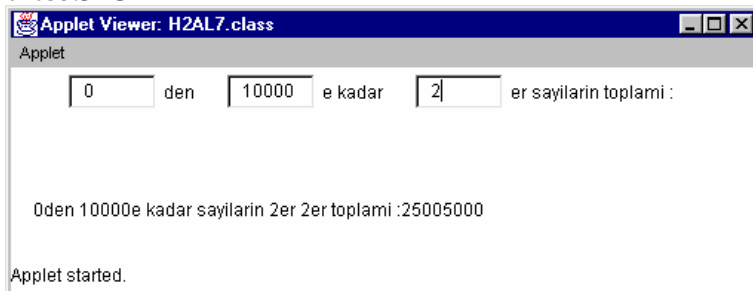 Applet Viewer: H2AL7.class
Applet
0 den 10000 e kadar 2 er sayilarin toplami :
0den 10000e kadar sayilarin 2er 2er toplami :25005000
Applet started.